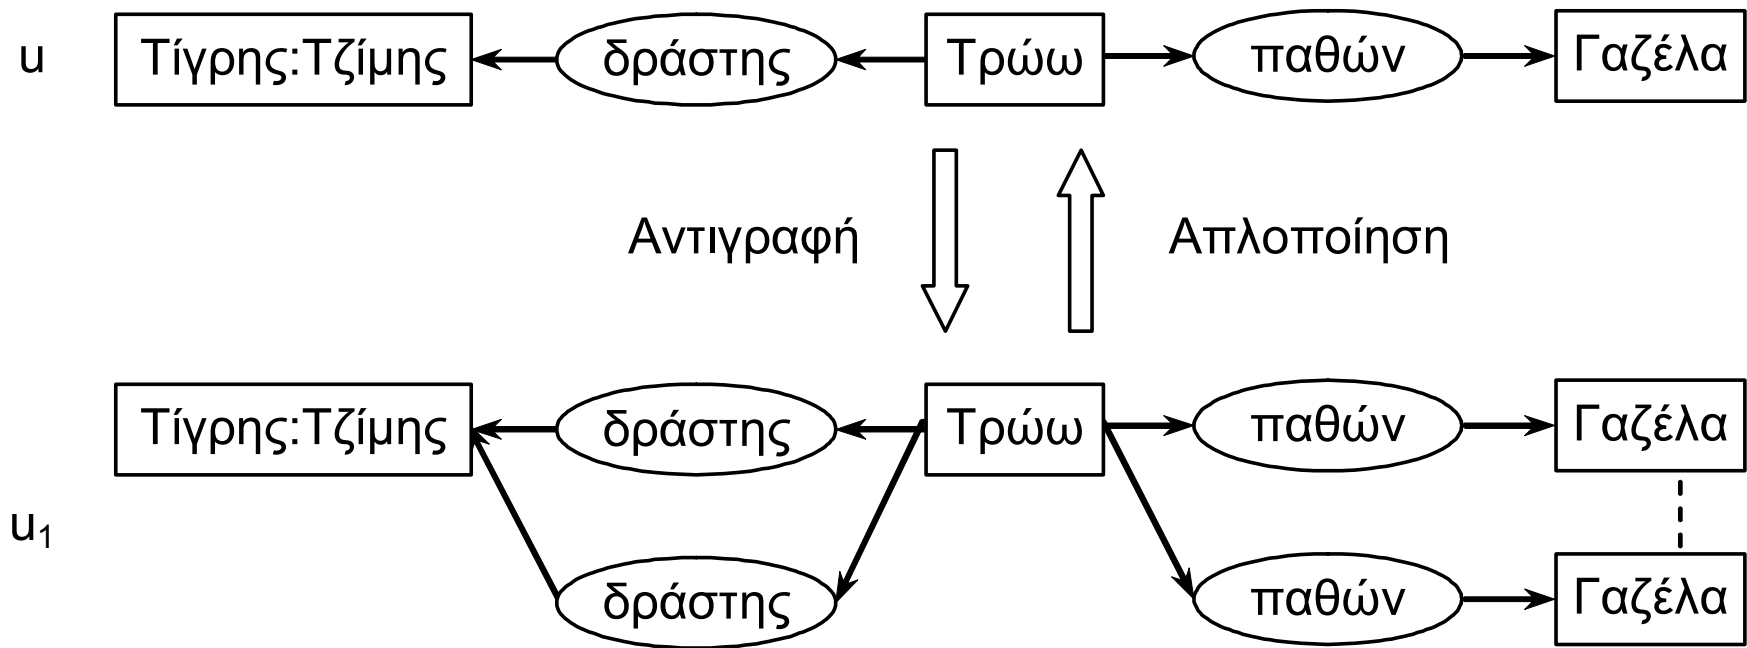 u Τίγρης:Τζίμης δράστης Τρώω παθών Γαζέλα
Αντιγραφή Απλοποίηση
Τίγρης:Τζίμης δράστης Τρώω παθών Γαζέλα
u₁
δράστης παθών Γαζέλα